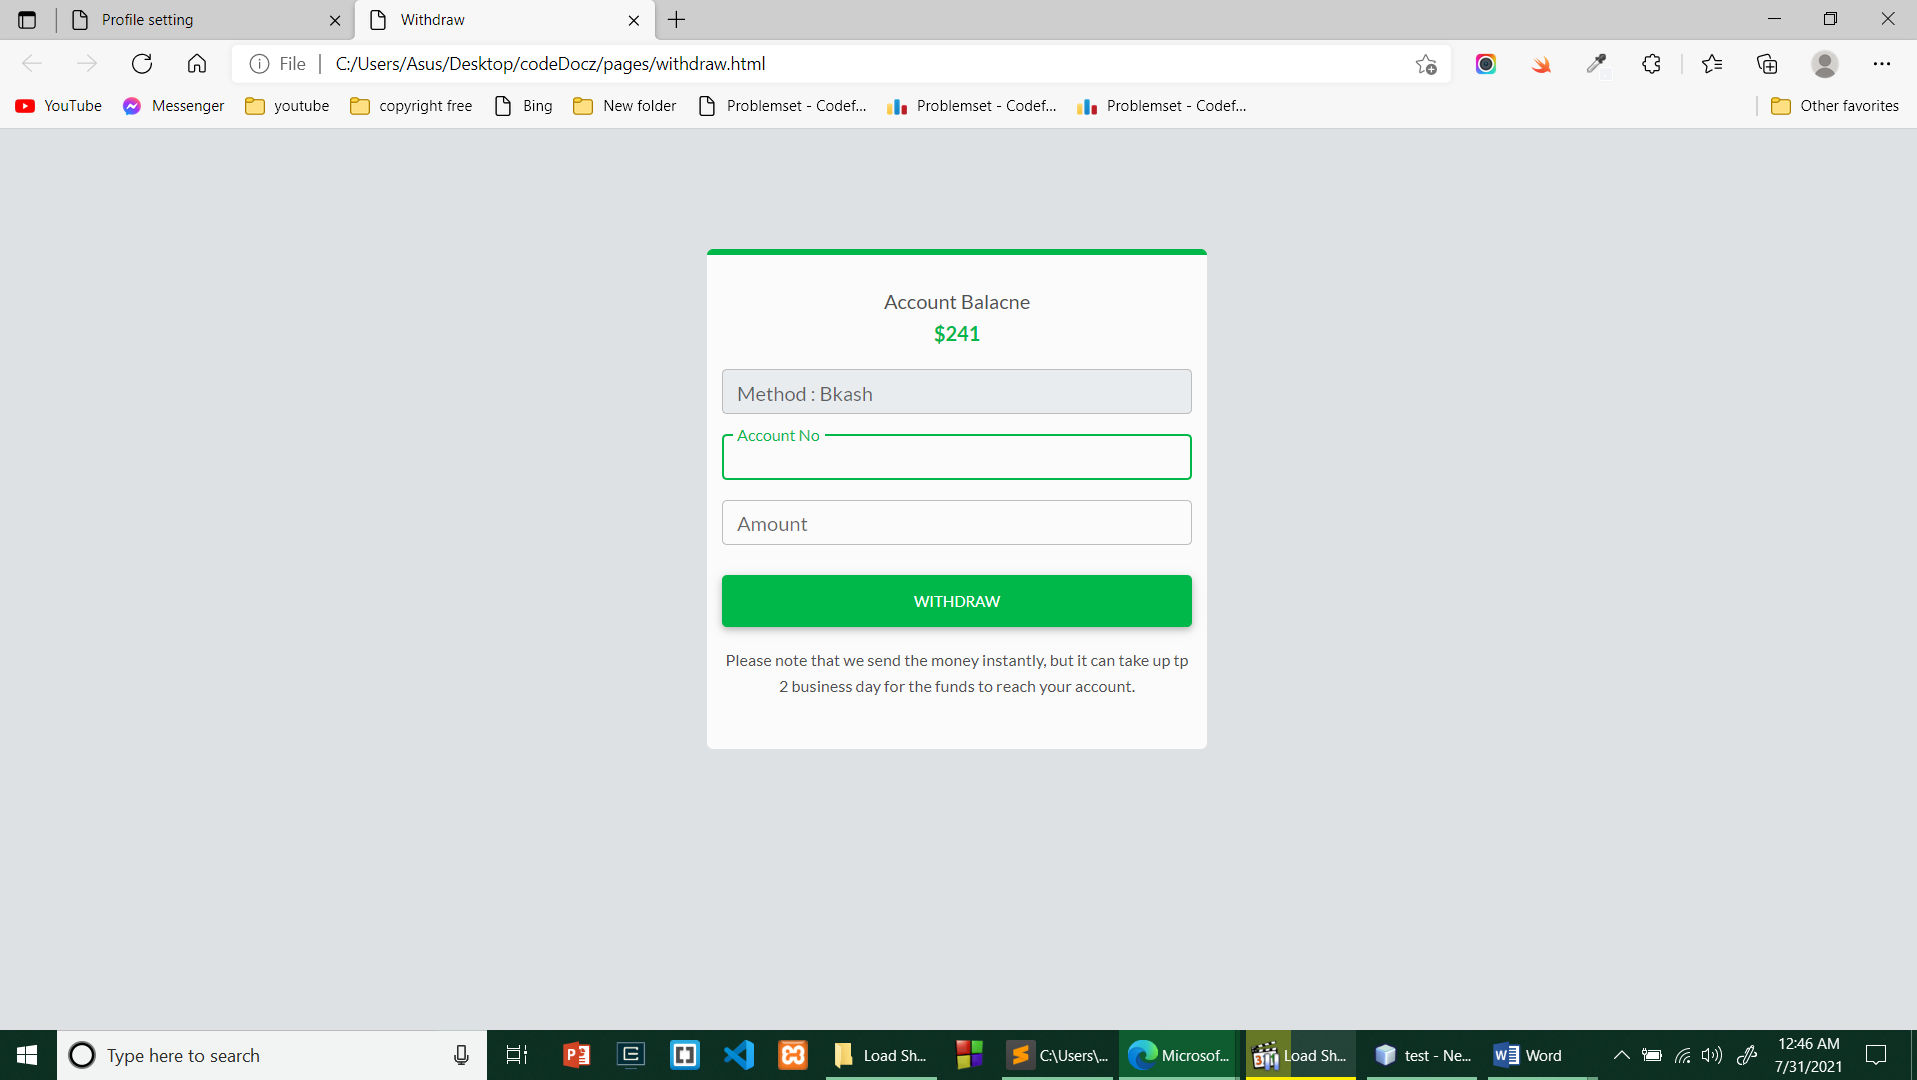 Profile setting
Withdraw
File
C:/Users/Asus/Desktop/codeDocz/pages/withdraw.html
YouTube
Messenger
youtube
copyright free
Bing
New folder
Problemset - Codef...
Problemset - Codef...
Problemset - Codef...
Other favorites
Account Balacne
$241
Method : Bkash
Account No
Amount
WITHDRAW
Please note that we send the money instantly, but it can take up tp
2 business day for the funds to reach your account.
Type here to search
Load Sh...
C:\Users\...
Microsof...
Load Sh...
test - Ne...
Word
12:46 AM
7/31/2021